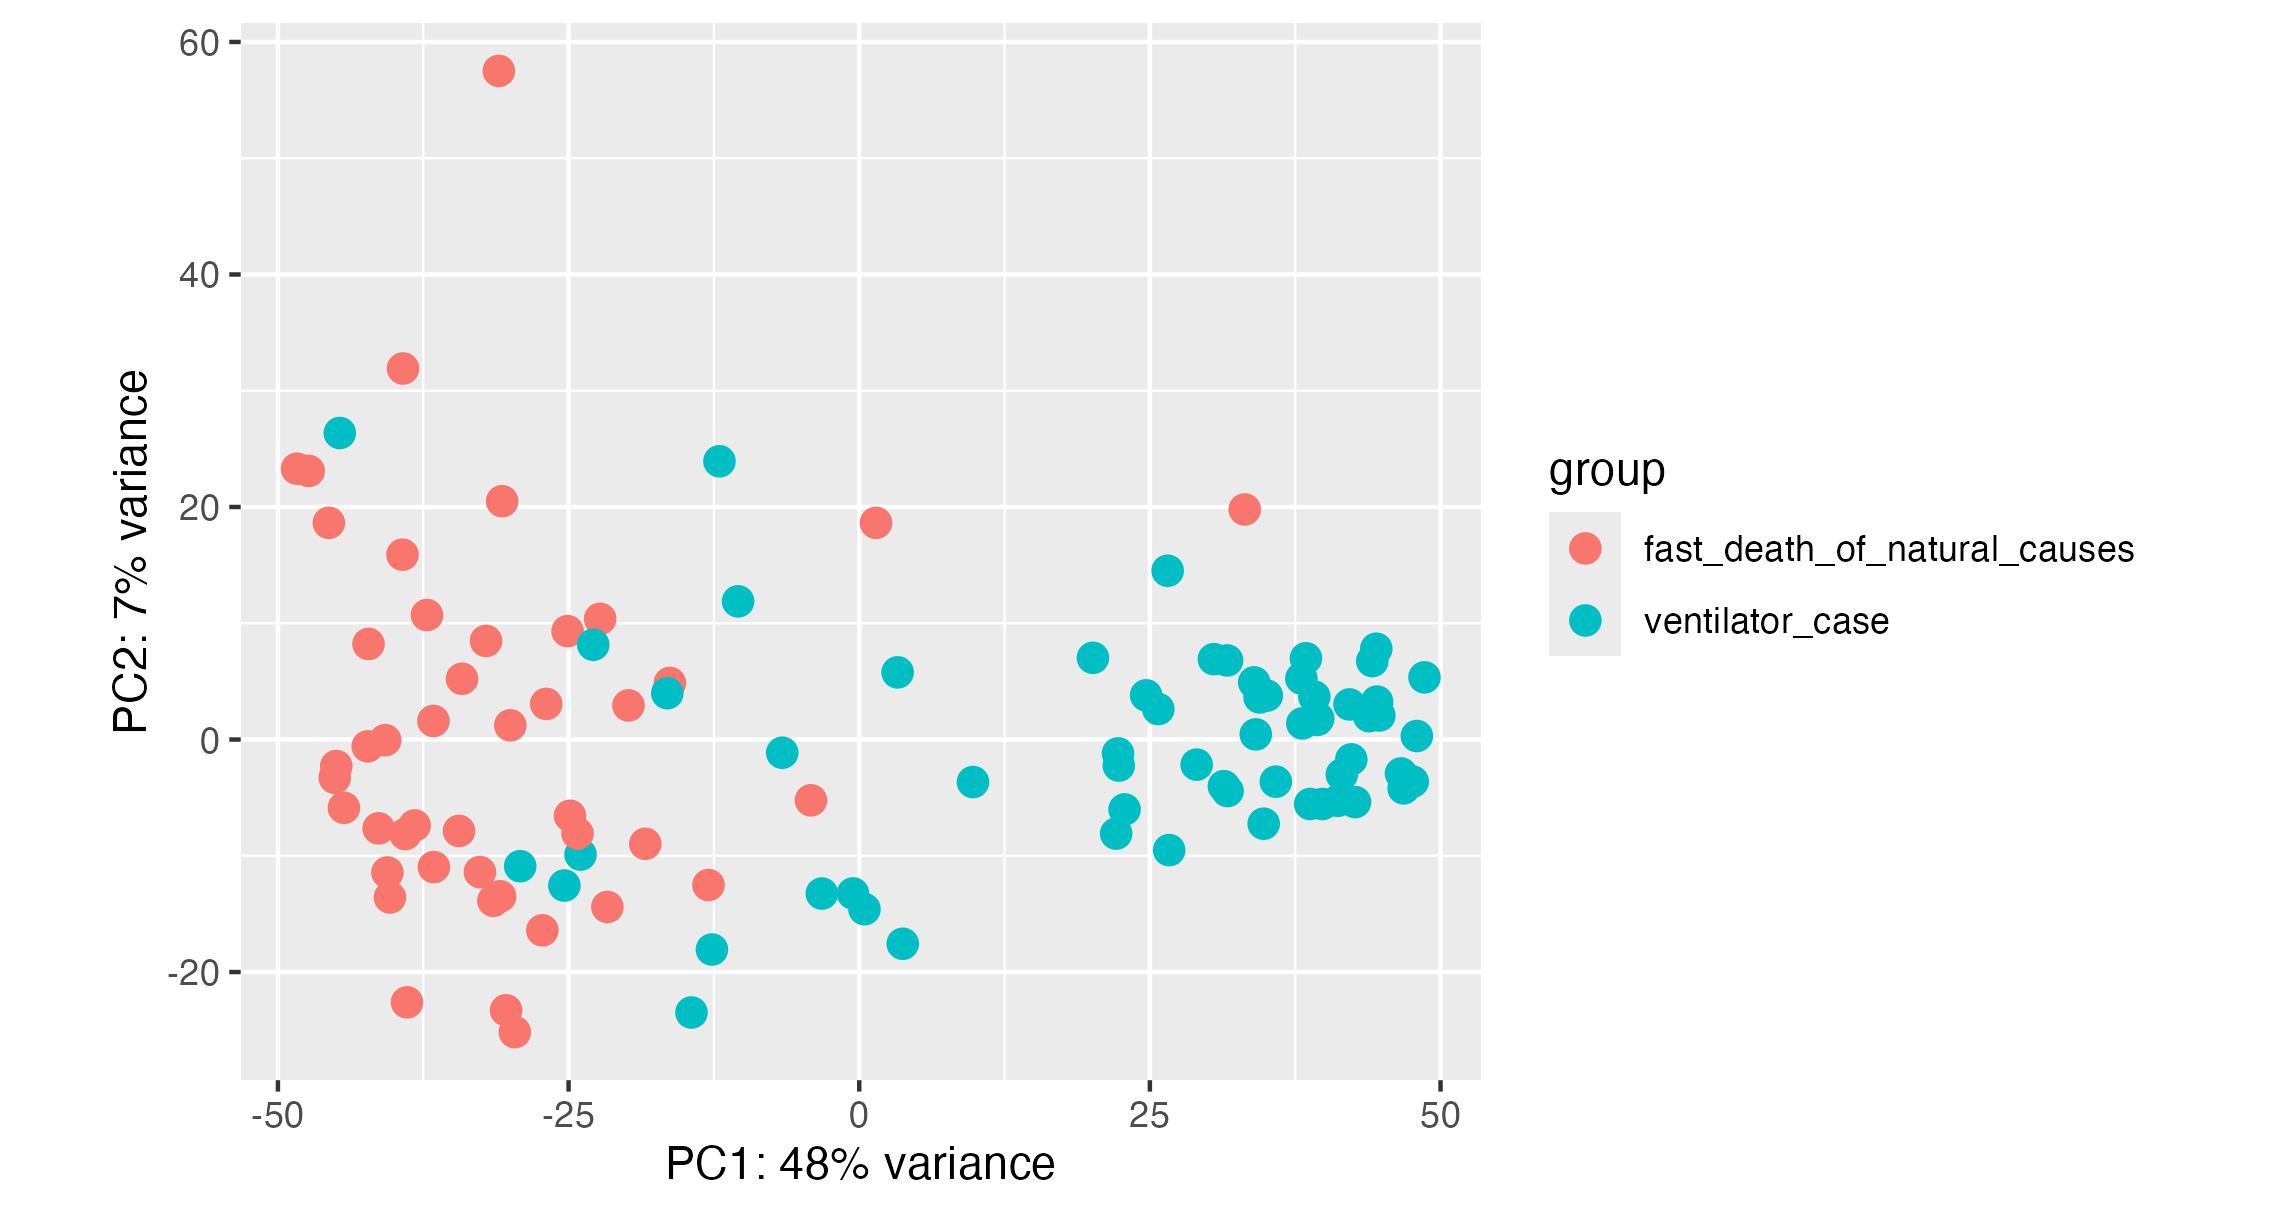 60
40
20
0
-20
PC2: 7% variance
-50
-25
0
25
50
PC1: 48% variance
group
fast_death_of_natural_causes
ventilator_case